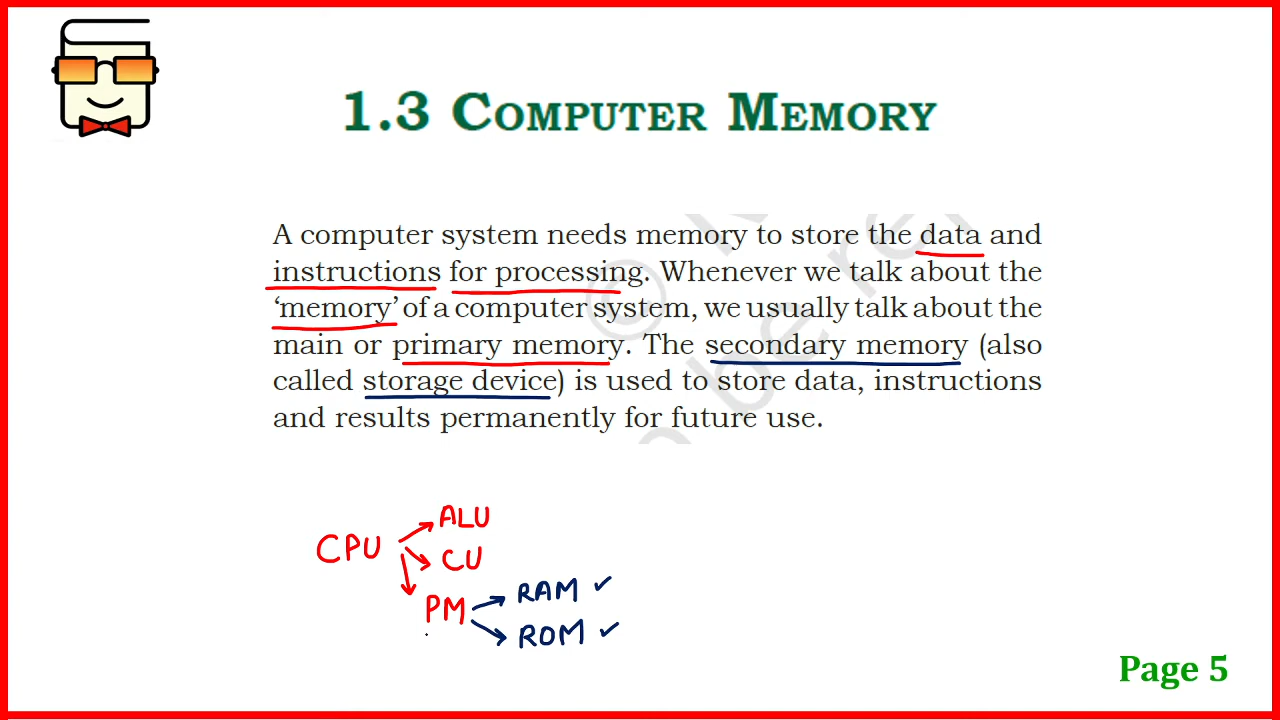 1.3 COMPUTER MEMORY
A computer system needs memory to store the data and
instructions for processing. Whenever we talk about the
‘memory’ of a computer system, we usually talk about the
main or primary memory. The secondary memory (also
called storage device) is used to store data, instructions
and results permanently for future use.
CPU
ALU
CU
PM
RAM ✓
ROM ✓
Page 5